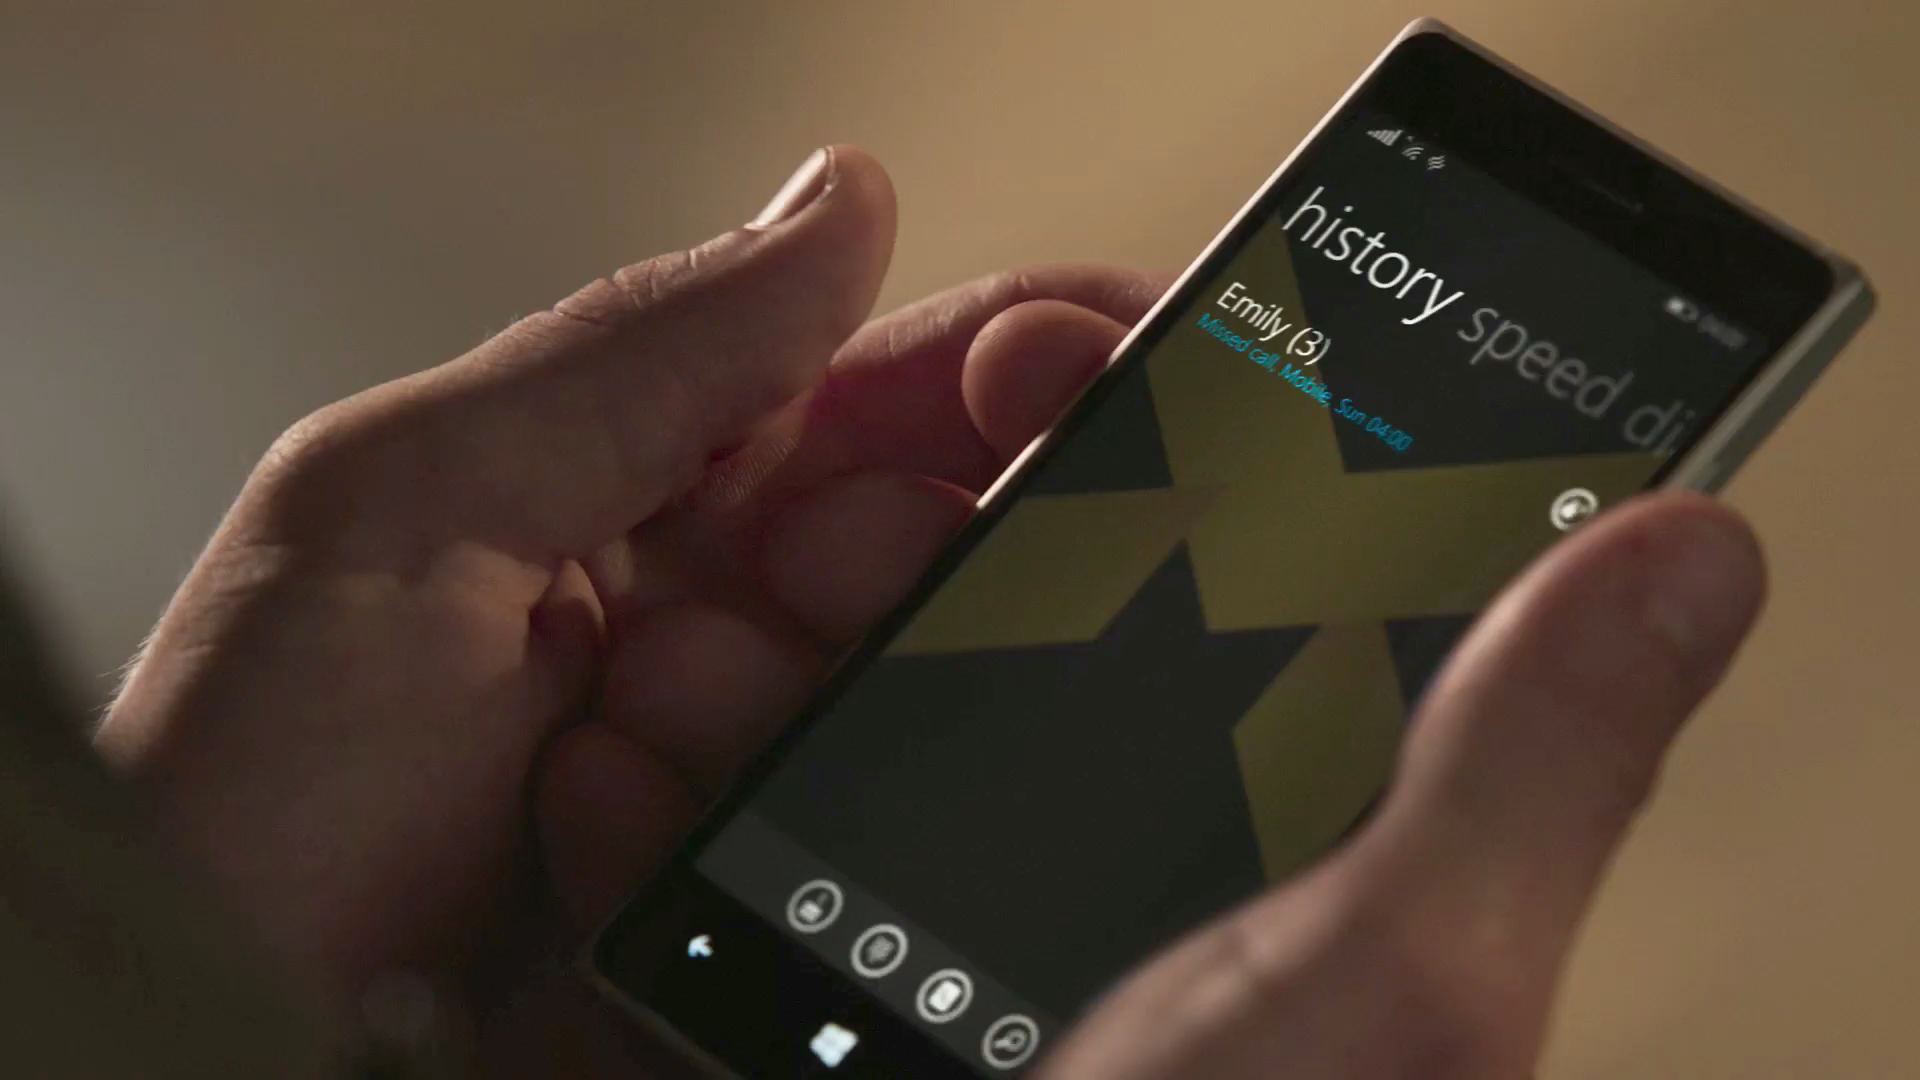 history speed di
Emily (3)
Missed call, Mobile, Sun 04:00